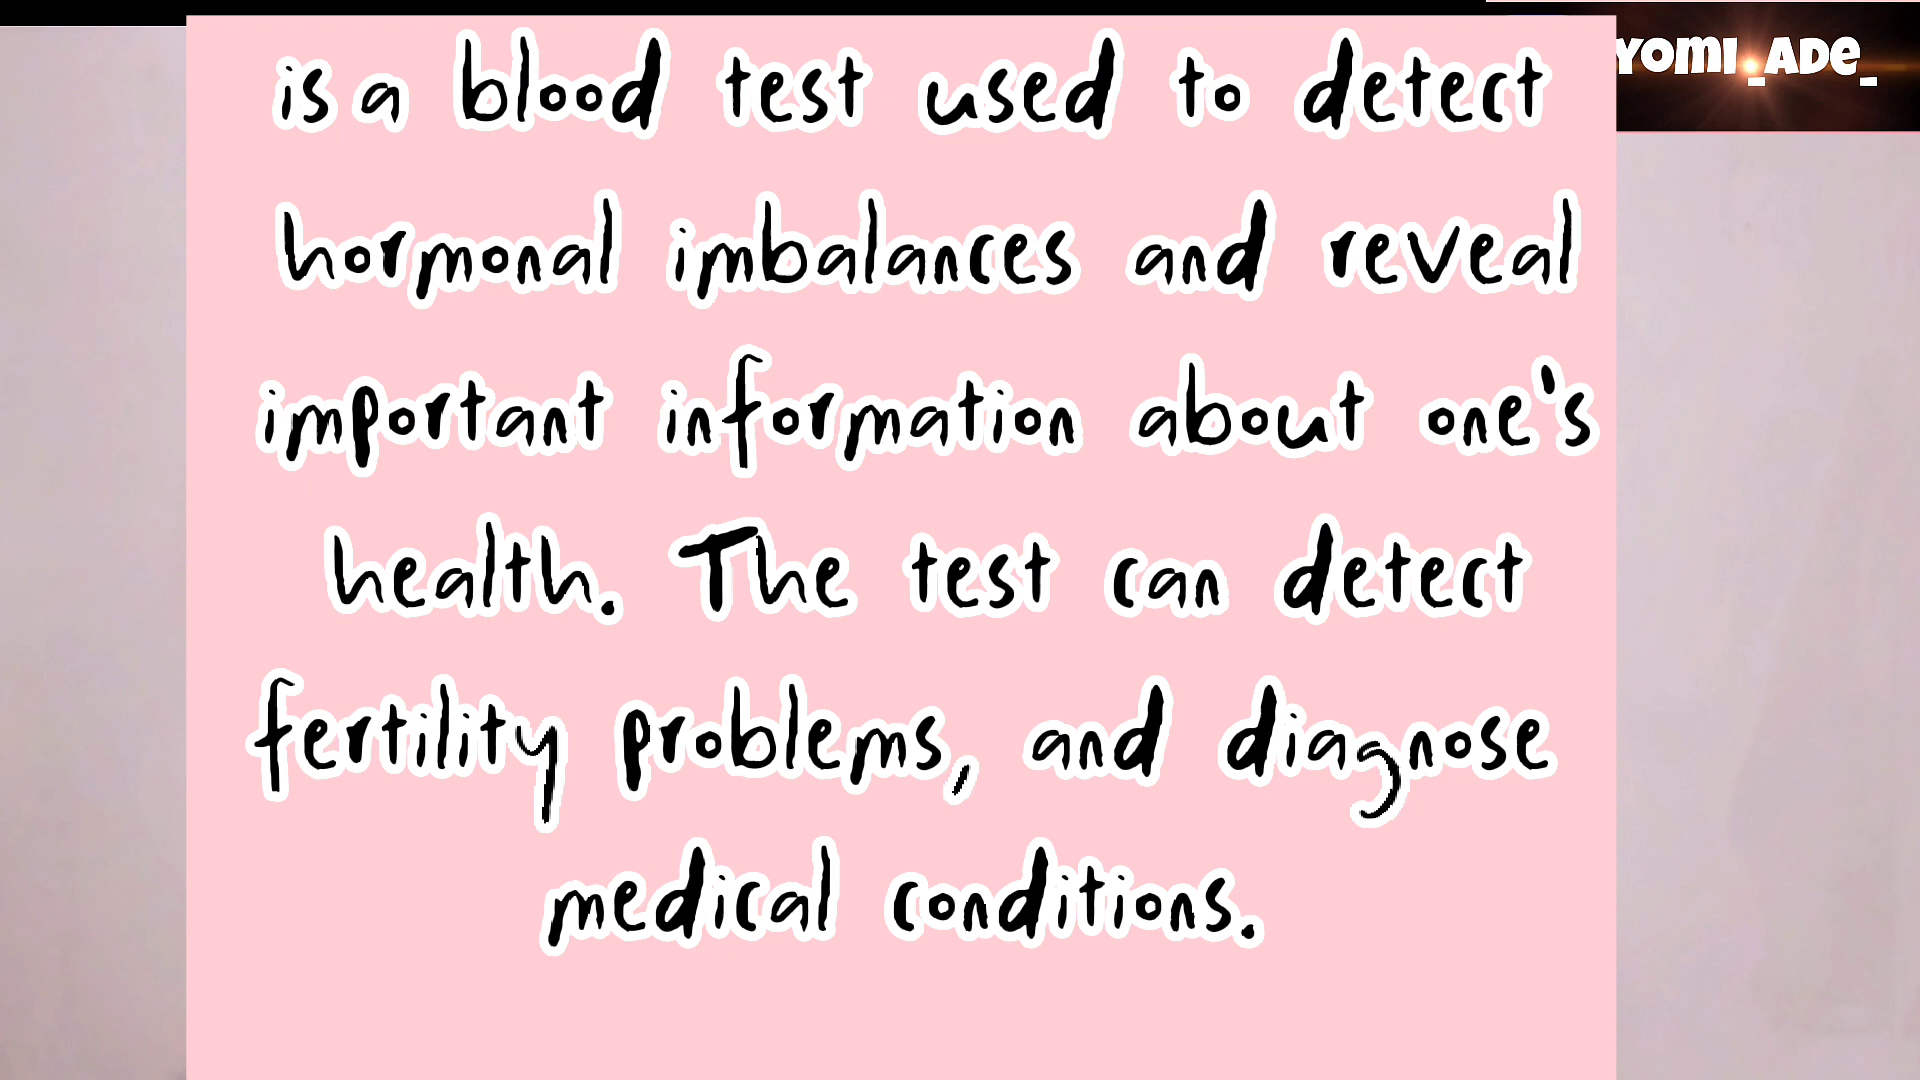 YOMI_ADE_
is a blood test used to detect
hormonal imbalances and reveal
important information about one's
health. The test can detect
fertility problems, and diagnose
medical conditions.